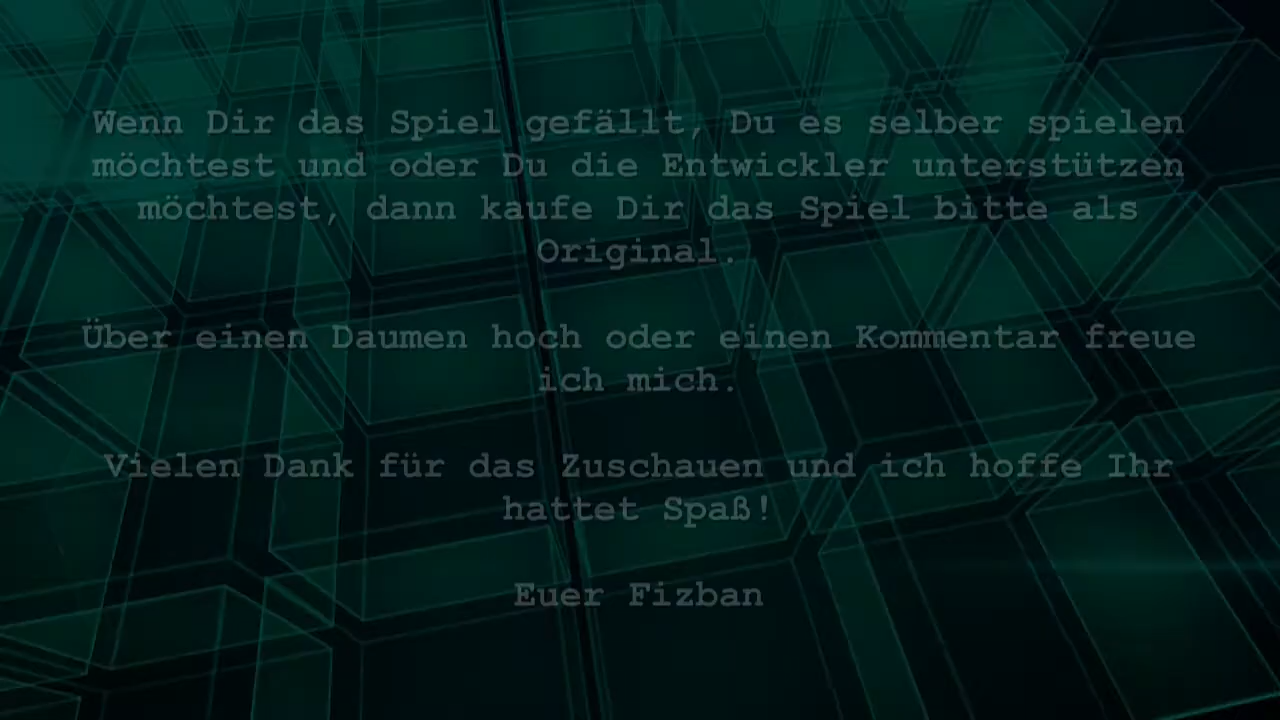 Wenn Dir das Spiel gefällt, Du es selber spielen
möchtest und oder Du die Entwickler unterstützen
möchtest, dann kaufe Dir das Spiel bitte als
Original.
Über einen Daumen hoch oder einen Kommentar freue
ich mich.
Vielen Dank für das Zuschauen und ich hoffe Ihr
hattet Spaß!
Euer Fizban